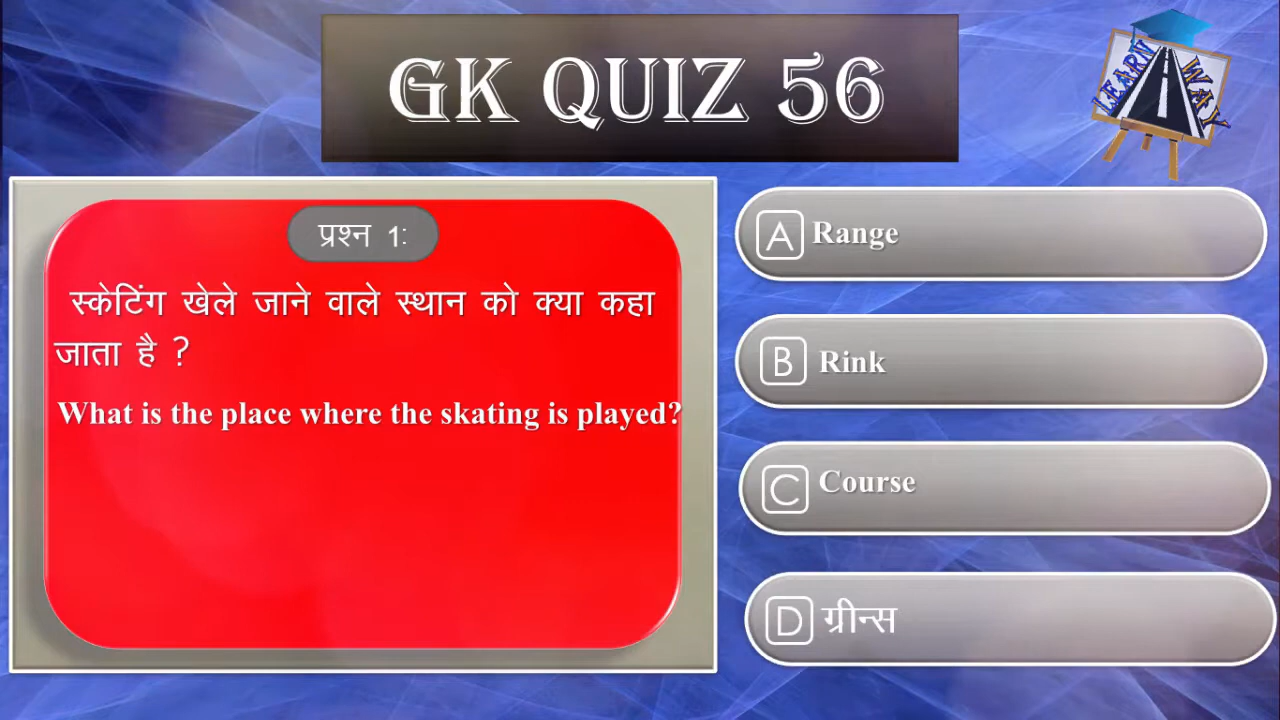 GK QUIZ 56
LEARN WAY
प्रश्न 1:
स्केटिंग खेले जाने वाले स्थान को क्या कहा
जाता है ?
What is the place where the skating is played?
A Range
B Rink
C Course
D ग्रीन्स